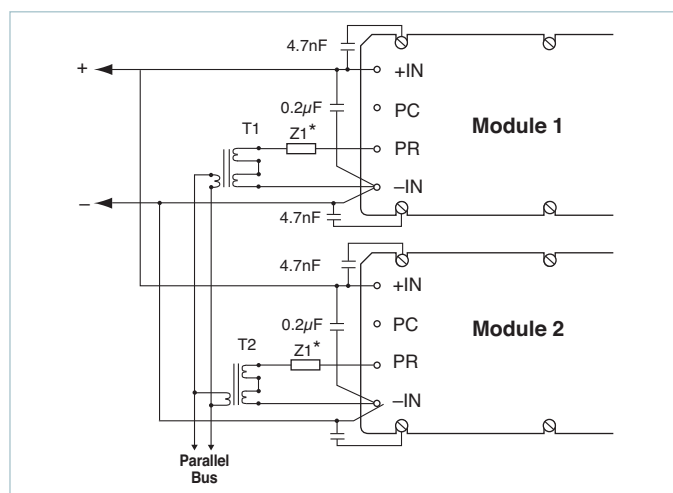 4.7nF
+
+IN
0.2µF
PC
Module 1
T1
Z1*
PR
–
–IN
4.7nF
4.7nF
+IN
0.2µF
PC
Module 2
T2
Z1*
PR
–IN
Parallel
Bus